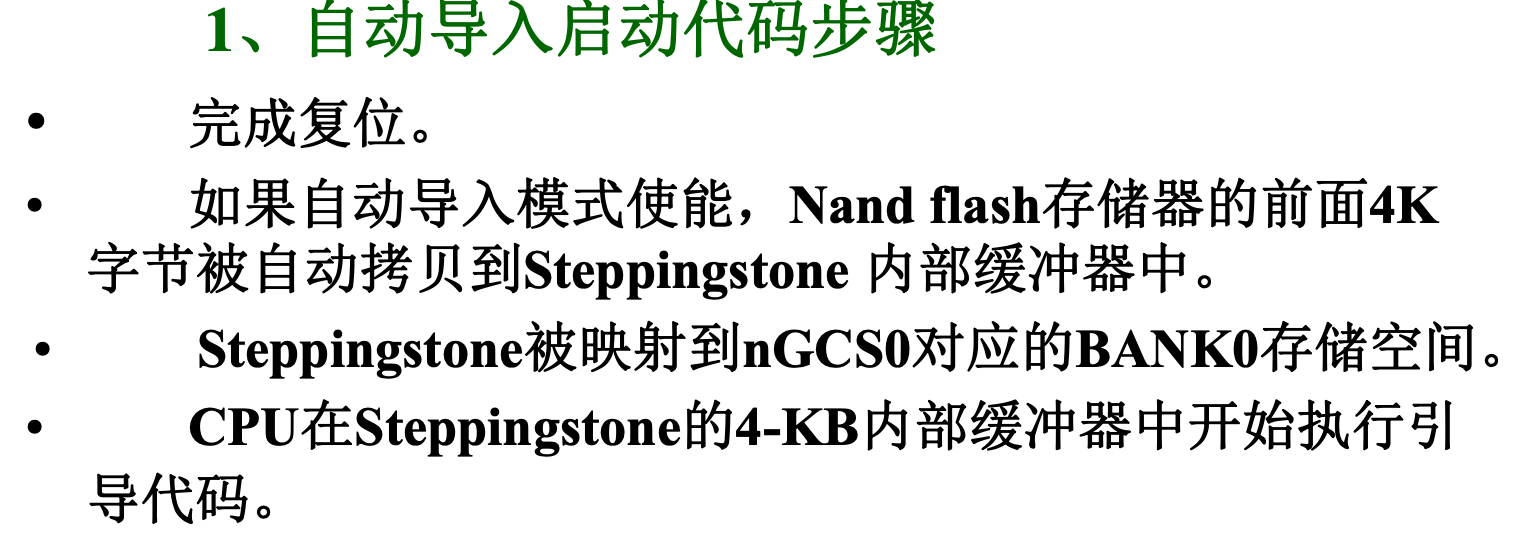 1、自动导入启动代码步骤
• 完成复位。
• 如果自动导入模式使能，Nand flash存储器的前面4K
字节被自动拷贝到Steppingstone 内部缓冲器中。
• Steppingstone被映射到nGCS0对应的BANK0存储空间。
• CPU在Steppingstone的4-KB内部缓冲器中开始执行引
导代码。